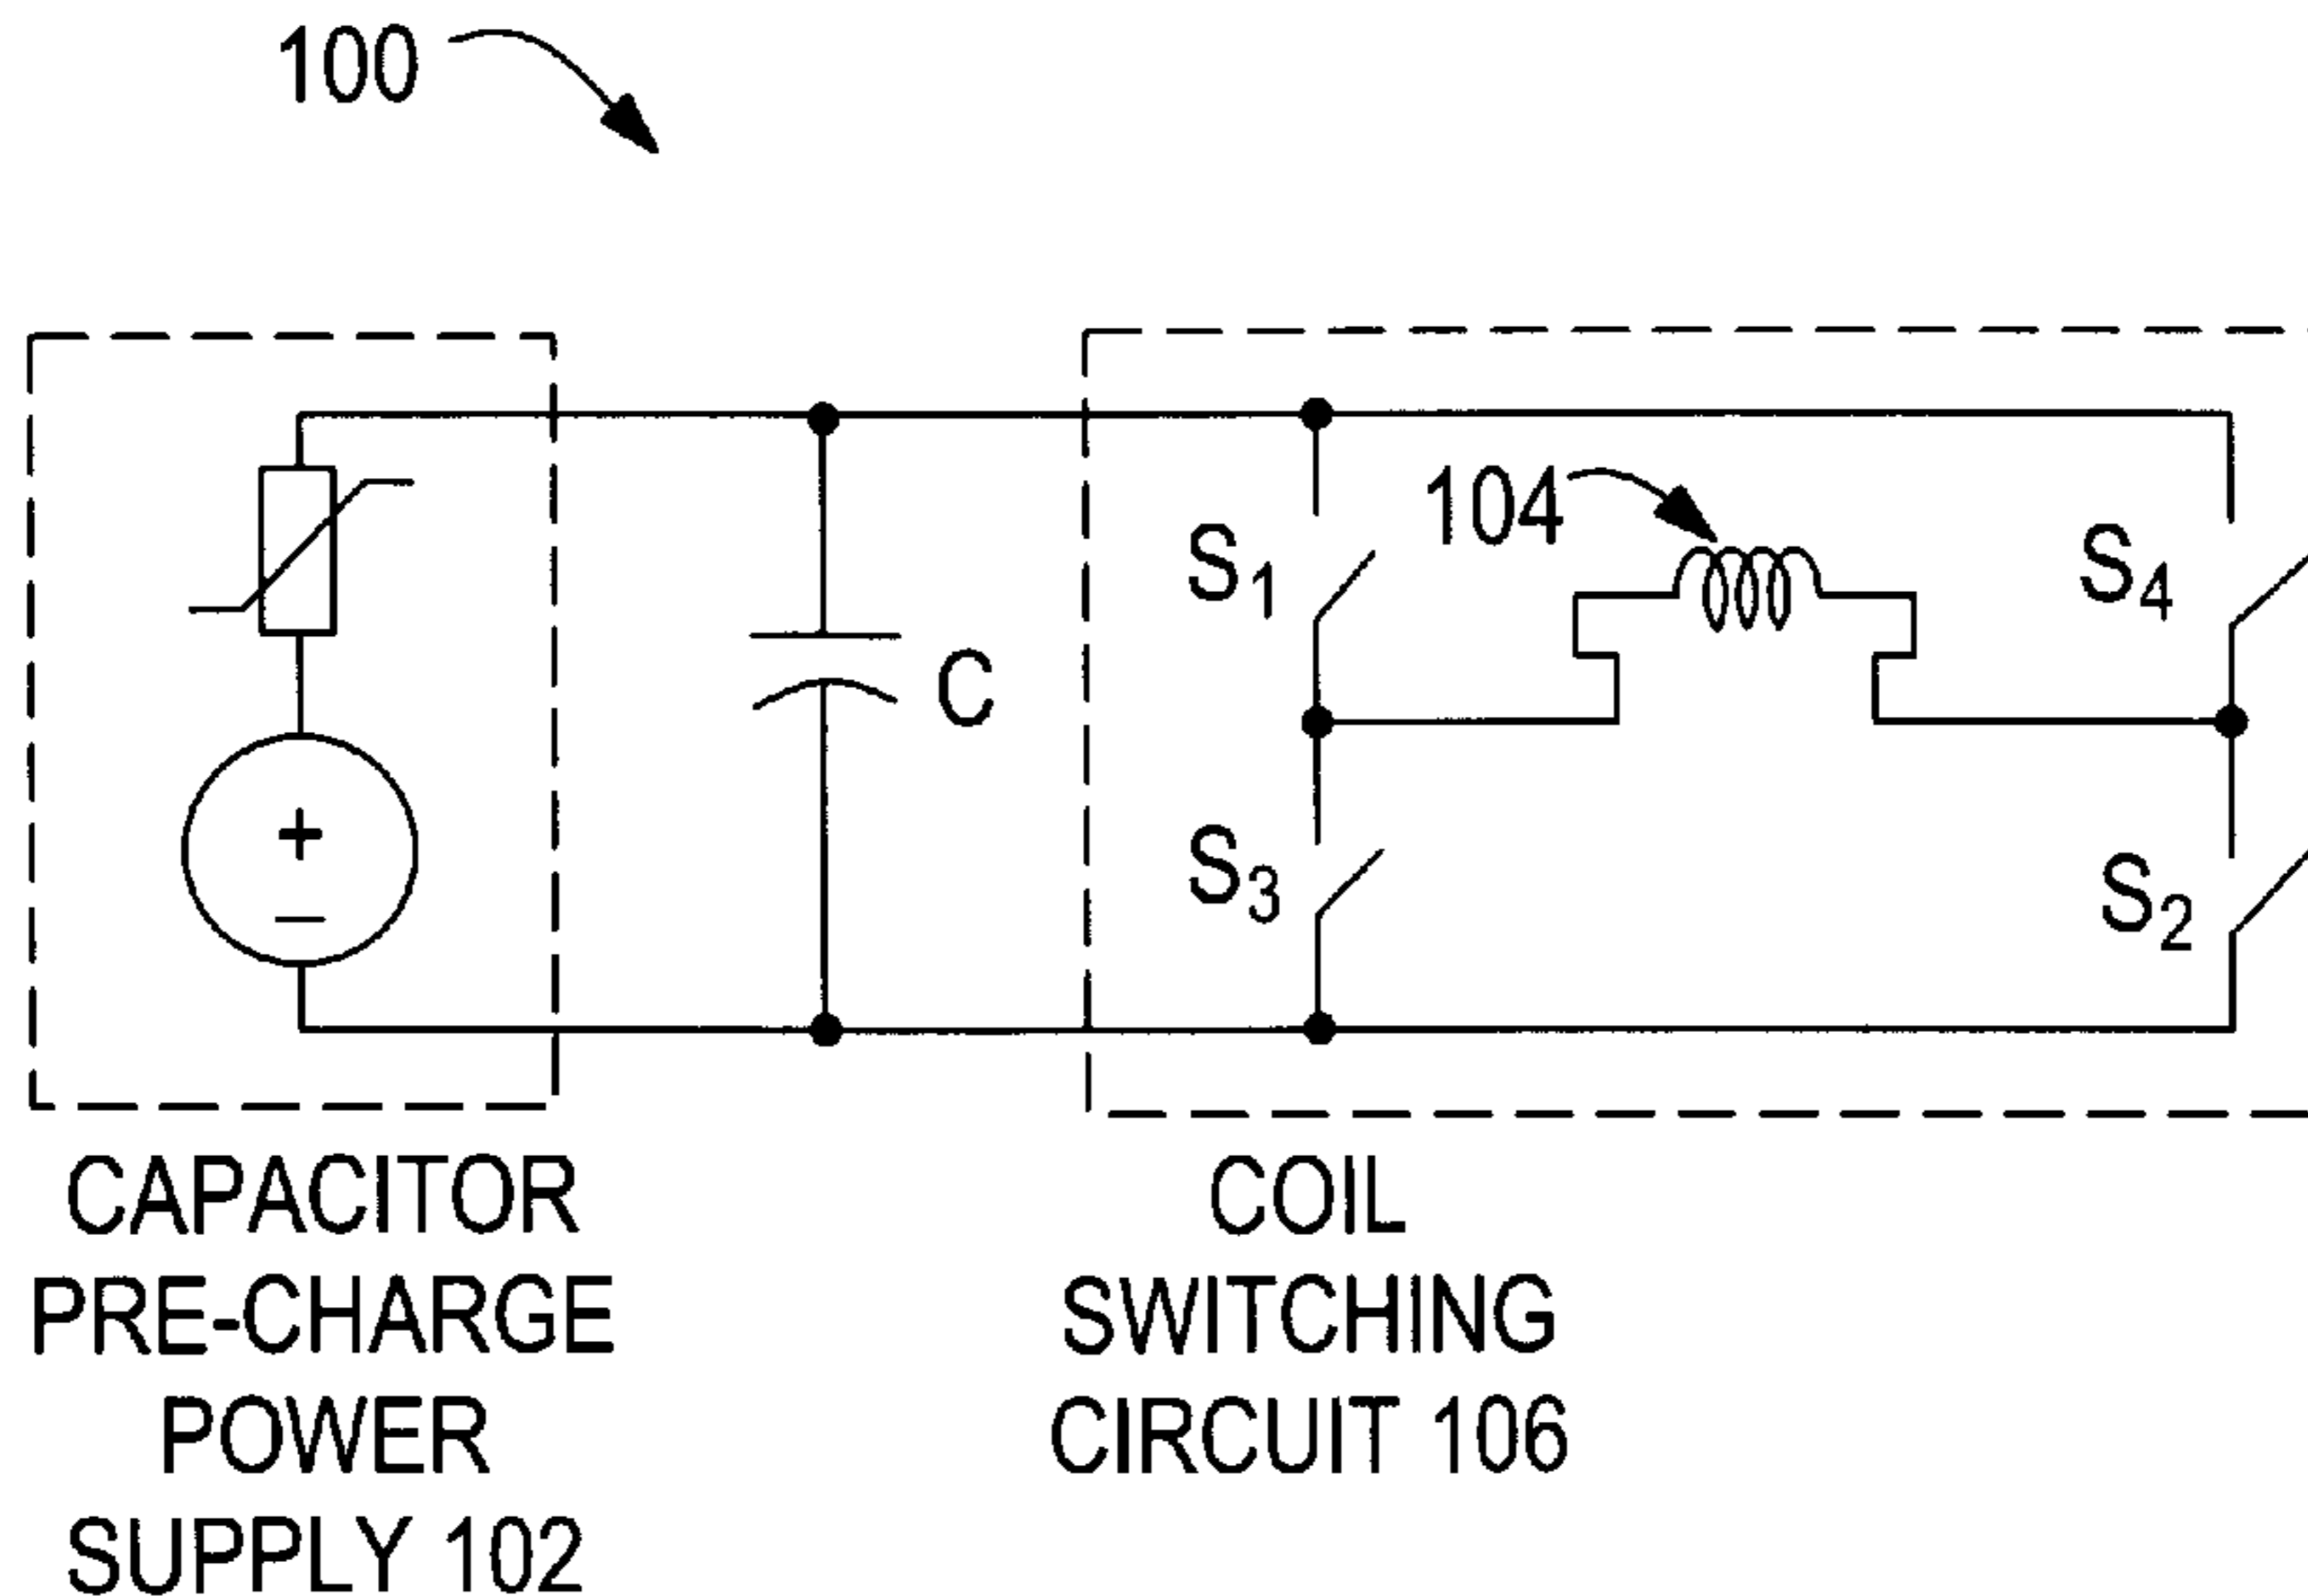 100
104
S1
S4
C
S3
S2
+
−
CAPACITOR
PRE-CHARGE
POWER
SUPPLY 102
COIL
SWITCHING
CIRCUIT 106